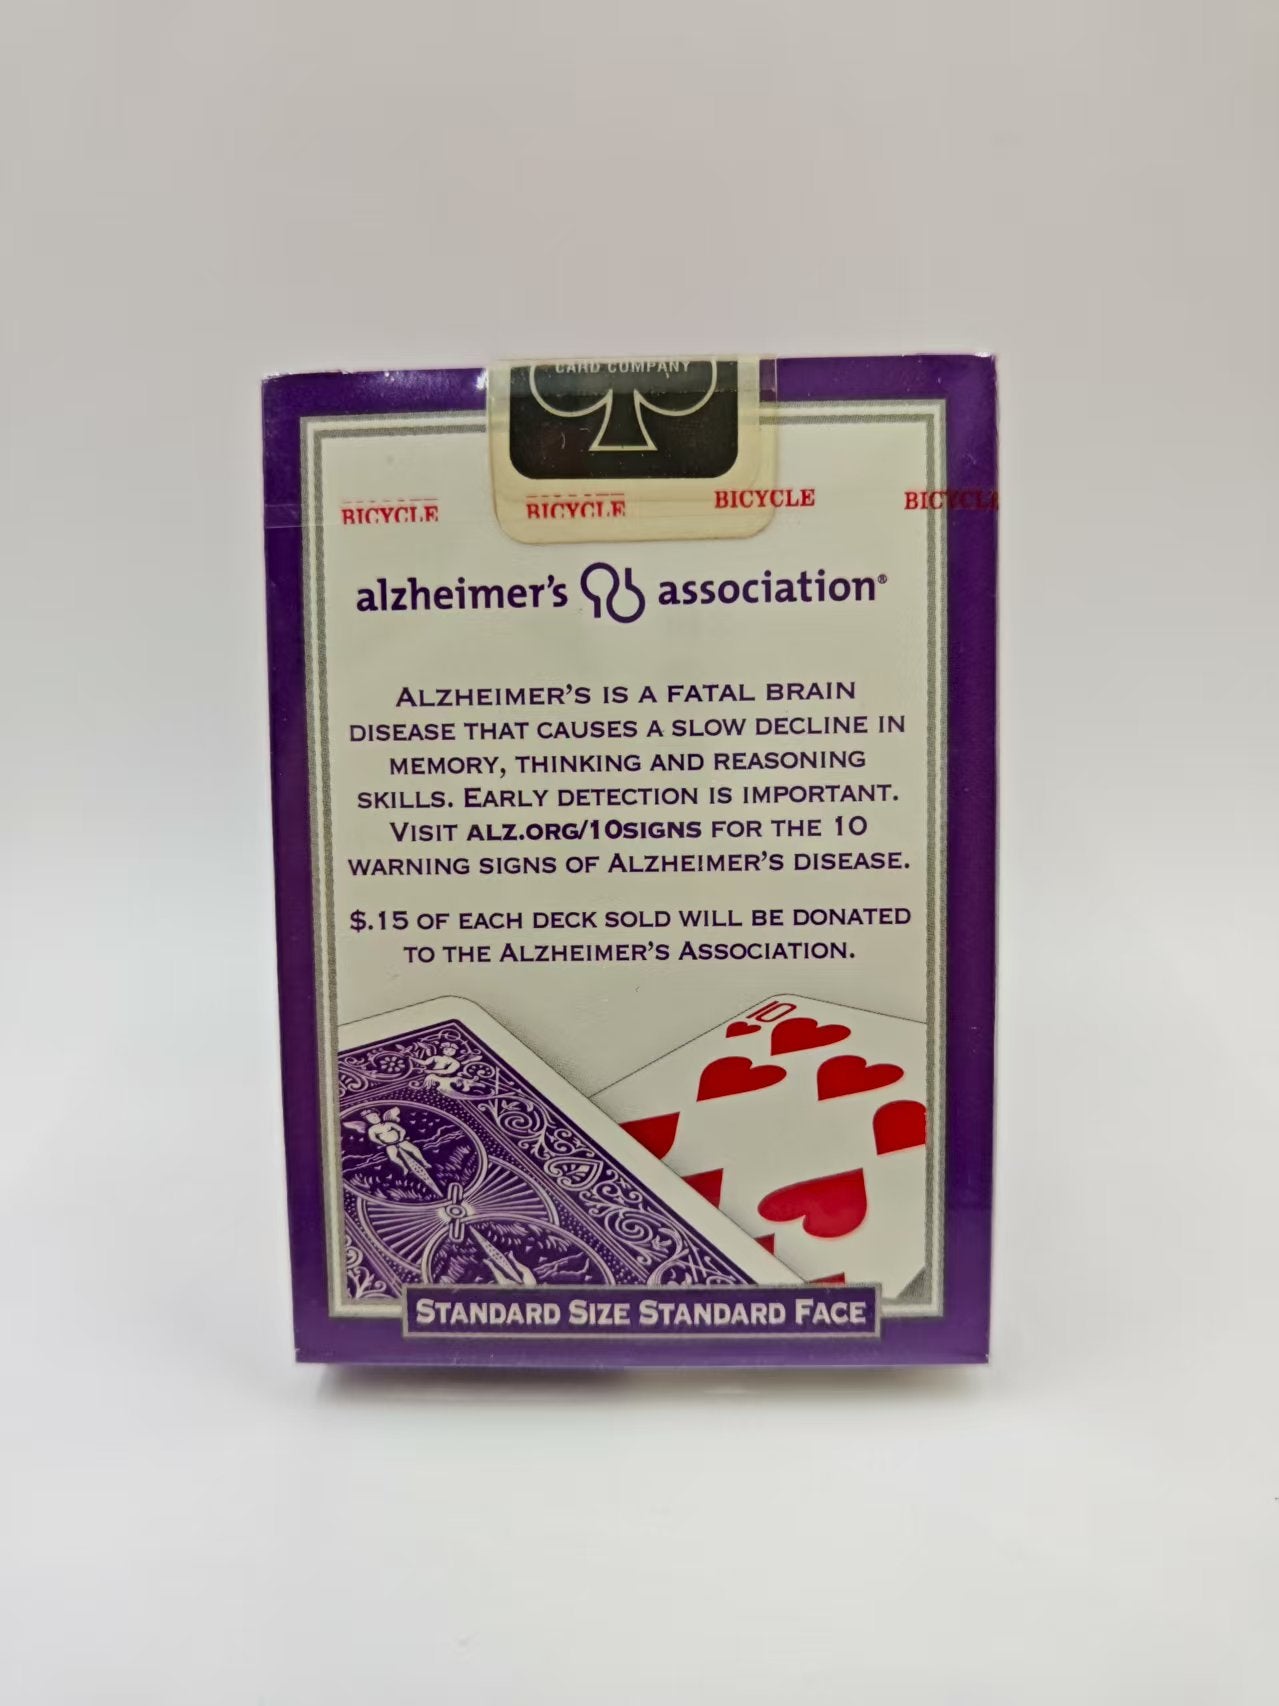 CARD COMPANY
BICYCLE BICYCLE BICYCLE BICYCLE
alzheimer's association®
ALZHEIMER'S IS A FATAL BRAIN
DISEASE THAT CAUSES A SLOW DECLINE IN
MEMORY, THINKING AND REASONING
SKILLS. EARLY DETECTION IS IMPORTANT.
VISIT ALZ.ORG/10SIGNS FOR THE 10
WARNING SIGNS OF ALZHEIMER'S DISEASE.
$.15 OF EACH DECK SOLD WILL BE DONATED
TO THE ALZHEIMER'S ASSOCIATION.
10
STANDARD SIZE STANDARD FACE